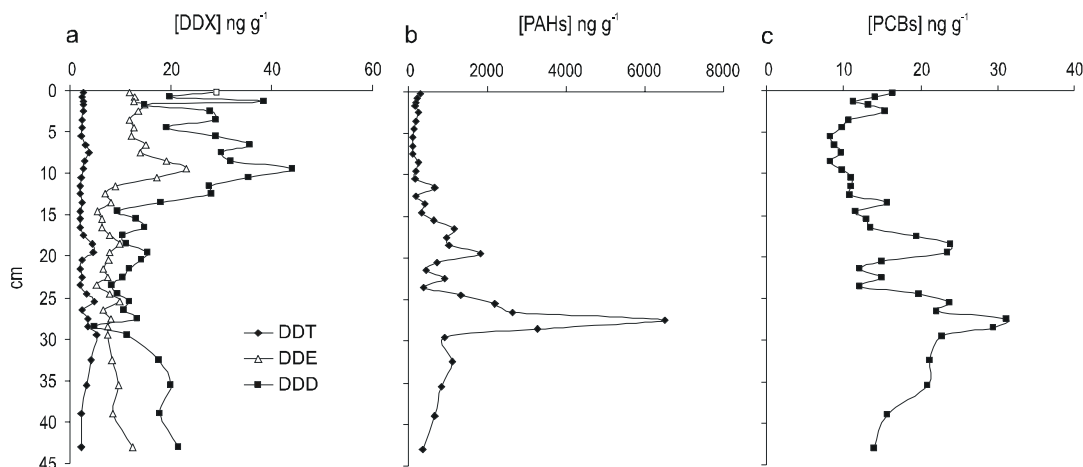 a [DDX] ng g⁻¹
0 20 40 60
b [PAHs] ng g⁻¹
0 2000 4000 6000 8000
c [PCBs] ng g⁻¹
0 10 20 30 40
0
5
10
15
20
25
30
35
40
45
cm
DDT
DDE
DDD